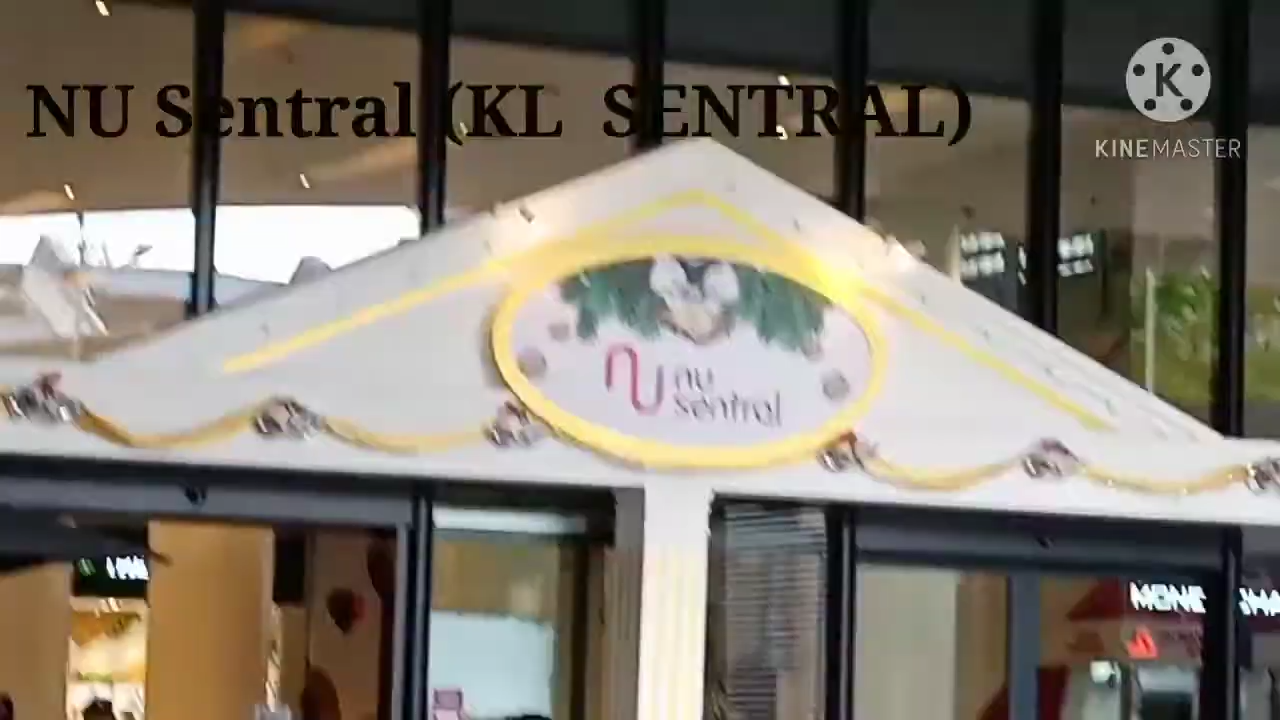 NU Sentral (KL SENTRAL)
K
KINEMASTER
nu
sentral